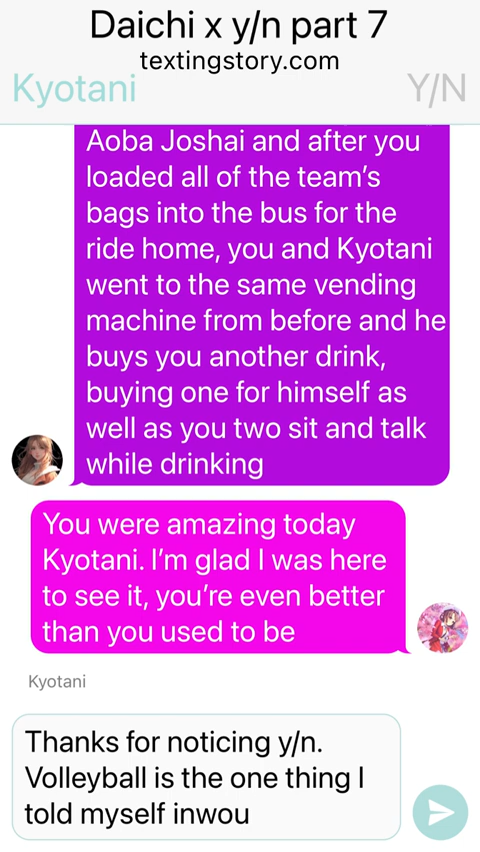 Daichi x y/n part 7
textingstory.com
Kyotani
Y/N
Aoba Joshai and after you
loaded all of the team's
bags into the bus for the
ride home, you and Kyotani
went to the same vending
machine from before and he
buys you another drink,
buying one for himself as
well as you two sit and talk
while drinking
You were amazing today
Kyotani. I'm glad I was here
to see it, you're even better
than you used to be
Kyotani
Thanks for noticing y/n.
Volleyball is the one thing I
told myself inwou